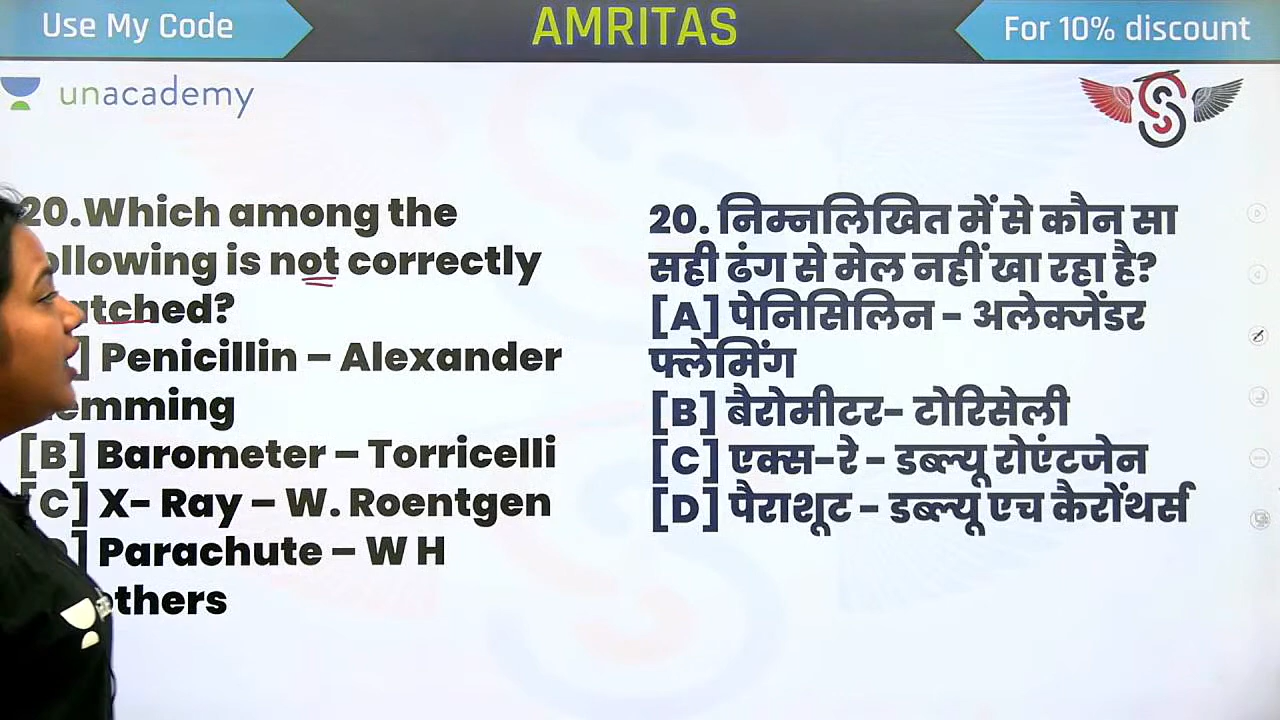 Use My Code
AMRITAS
For 10% discount
unacademy
20.Which among the
following is not correctly
matched?
Penicillin – Alexander
[B] Barometer – Torricelli
[C] X- Ray – W. Roentgen
Parachute – W H
20. निम्नलिखित में से कौन सा
सही ढंग से मेल नहीं खा रहा है?
[A] पेनिसिलिन - अलेक्जेंडर
फ्लेमिंग
[B] बैरोमीटर- टोरिसेली
[C] एक्स-रे - डब्ल्यू रोएंटजेन
[D] पैराशूट - डब्ल्यू एच कैरोंथर्स